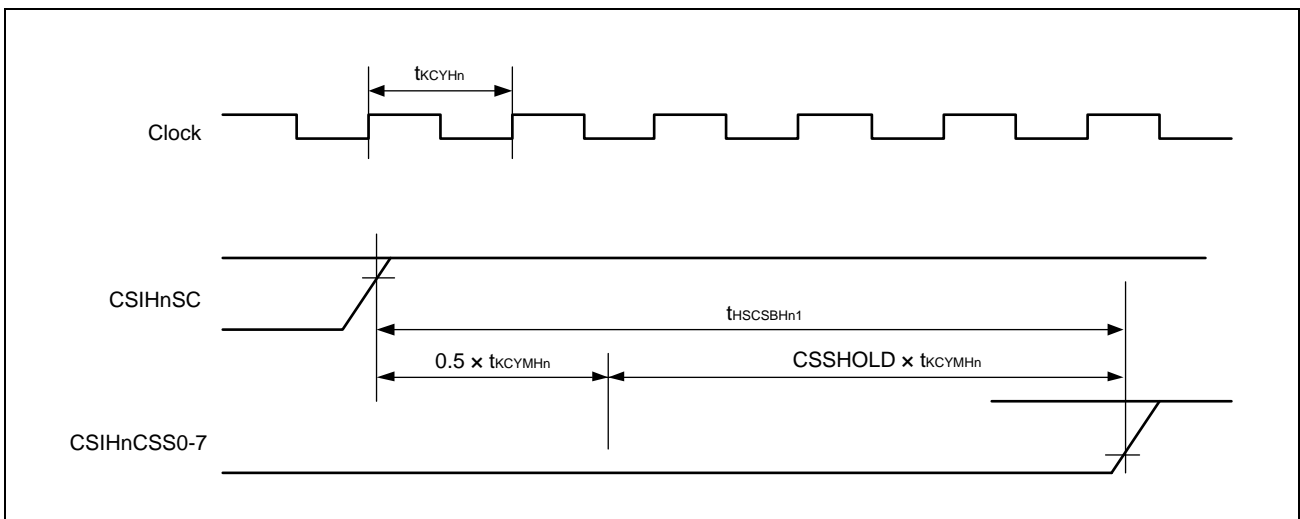 tKCYHn
Clock
CSIHnSC
tHSCSBHn1
0.5 × tKCYMHn
CSSHOLD × tKCYMHn
CSIHnCSS0-7